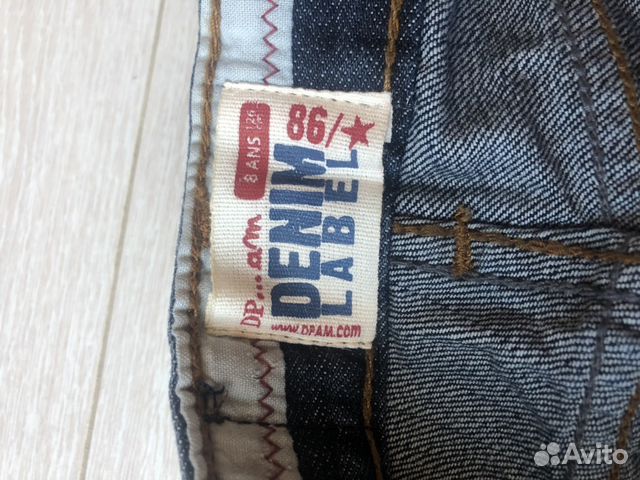 8 ANS
86/★
DP...am
DENIM
LABEL
www.DPAM.com
Avito